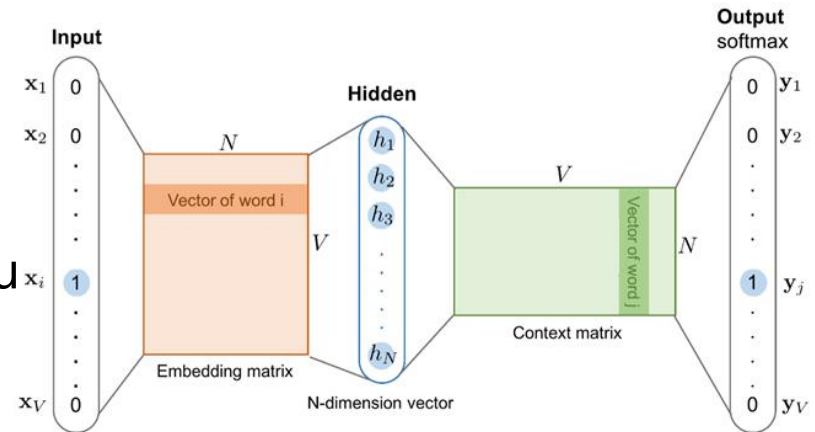 Output
softmax
Input
x₁ 0
0 y₁
Hidden
x₂ 0
N
h₁
0 y₂
h₂
V
Vector of word i
h₃
Vector of word j
V
N
u
xᵢ 1
1 yⱼ
Context matrix
hN
Embedding matrix
N-dimension vector
xV 0
0 yV